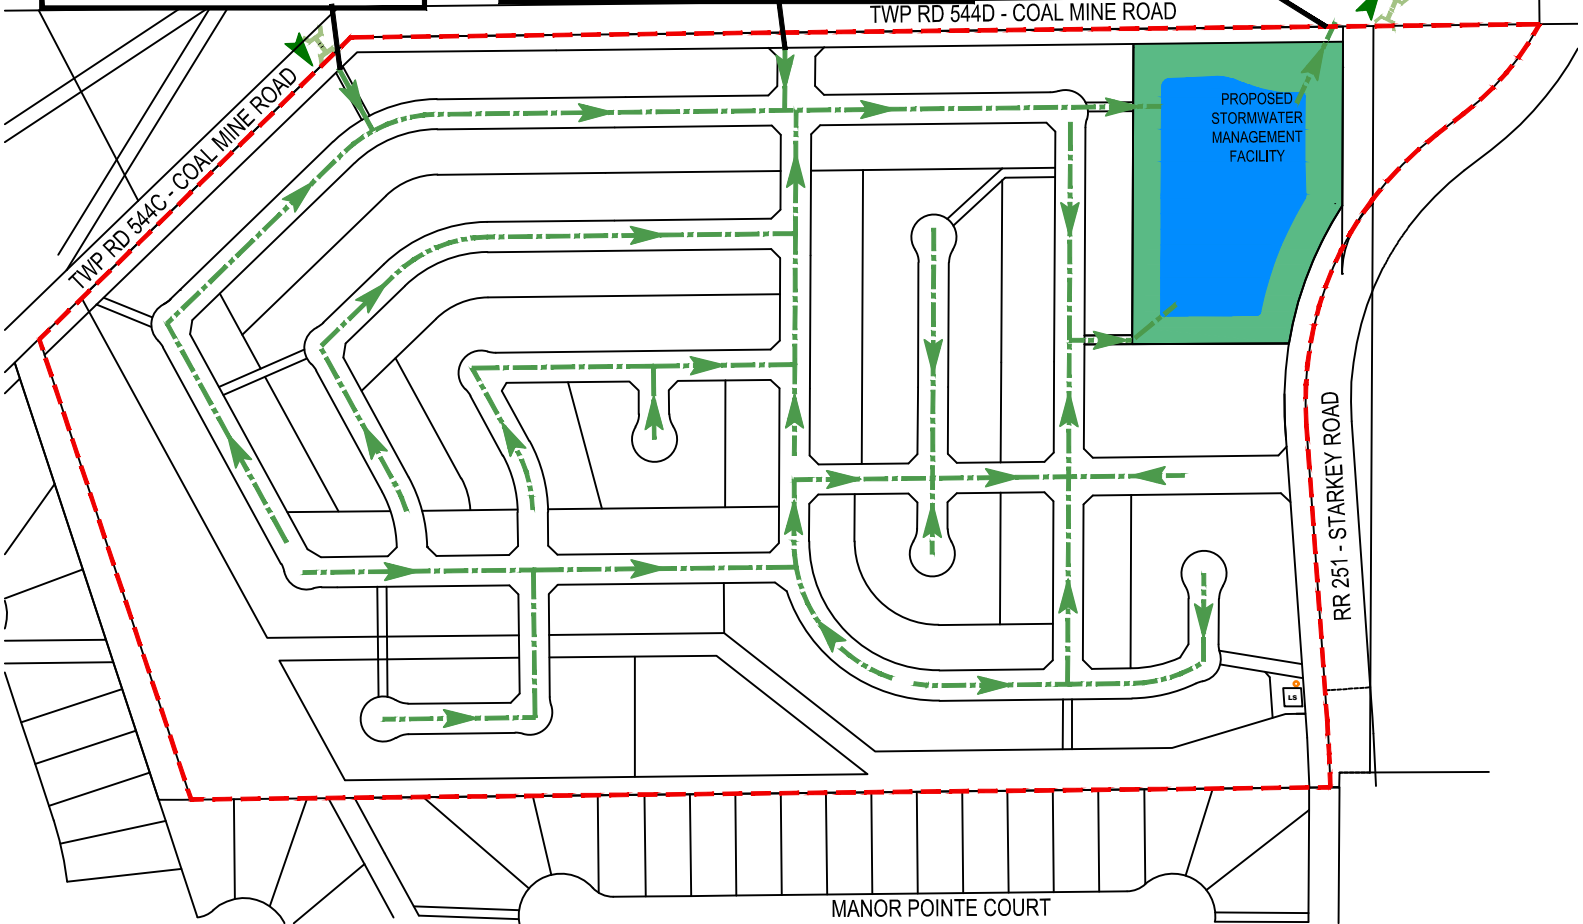 TWP RD 544D - COAL MINE ROAD
TWP RD 544C - COAL MINE ROAD
PROPOSED
STORMWATER
MANAGEMENT
FACILITY
RR 251 - STARKEY ROAD
LS
MANOR POINTE COURT